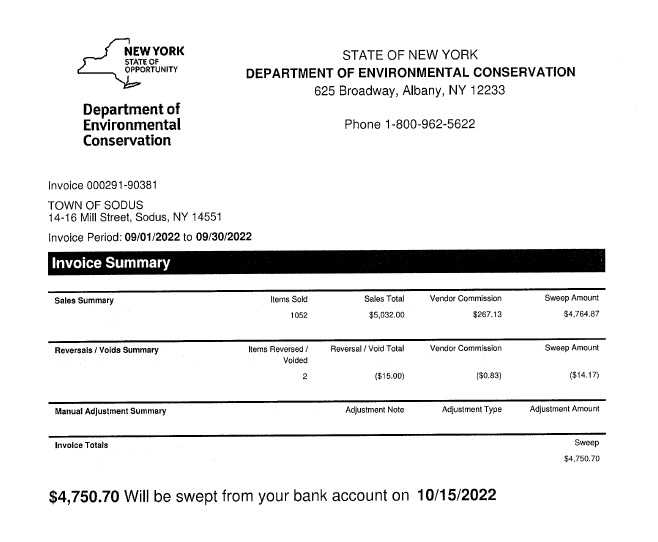 NEW YORK
STATE OF
OPPORTUNITY
Department of
Environmental
Conservation
STATE OF NEW YORK
DEPARTMENT OF ENVIRONMENTAL CONSERVATION
625 Broadway, Albany, NY 12233
Phone 1-800-962-5622
Invoice 000291-90381
TOWN OF SODUS
14-16 Mill Street, Sodus, NY 14551
Invoice Period: 09/01/2022 to 09/30/2022
Invoice Summary
Sales Summary Items Sold Sales Total Vendor Commission Sweep Amount
1052 $5,032.00 $267.13 $4,764.87
Reversals / Voids Summary Items Reversed / Reversal / Void Total Vendor Commission Sweep Amount
Voided
2 ($15.00) ($0.83) ($14.17)
Manual Adjustment Summary Adjustment Note Adjustment Type Adjustment Amount
Invoice Totals Sweep
$4,750.70
$4,750.70 Will be swept from your bank account on 10/15/2022